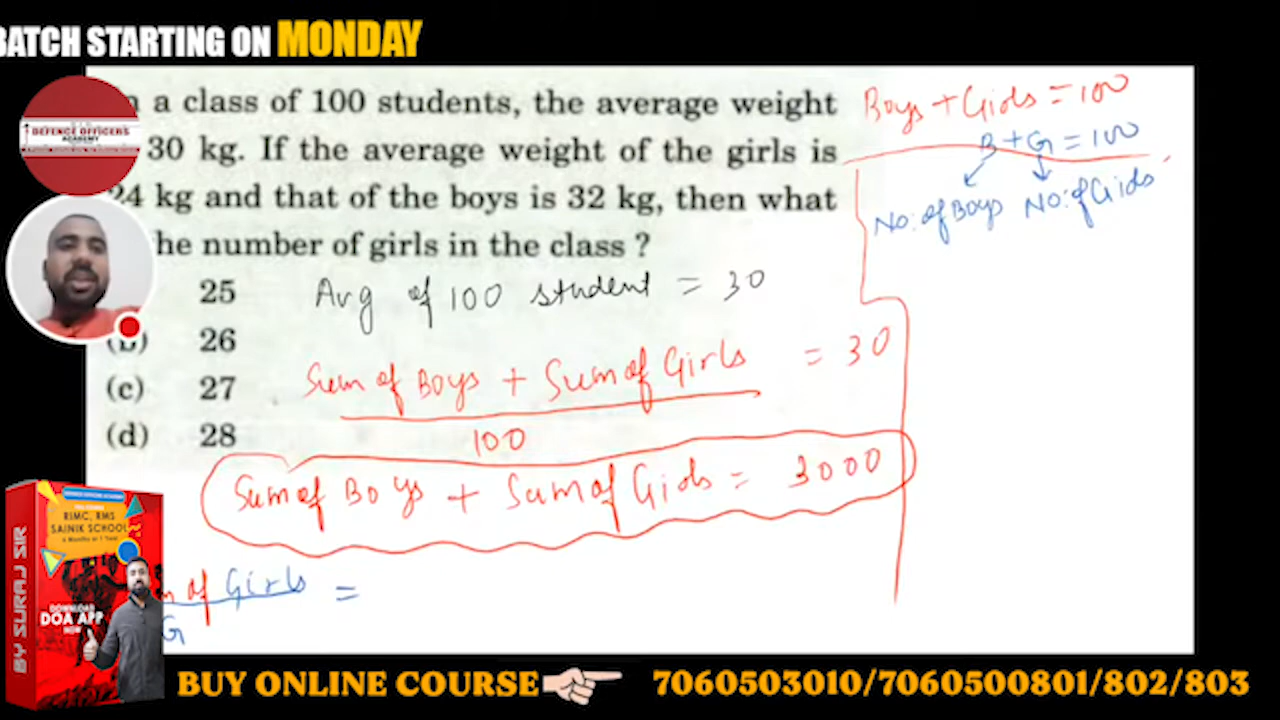 BATCH STARTING ON MONDAY
a class of 100 students, the average weight
30 kg. If the average weight of the girls is
24 kg and that of the boys is 32 kg, then what
he number of girls in the class ?
25
(b) 26
(c) 27
(d) 28
Avg of 100 student = 30
Sum of Boys + Sum of Girls = 30
100
Sum of Boys + Sum of Girls = 3000
of Girls =
G
Boys + Girls = 100
B + G = 100
No: of Boys No: of Girls
DEFENCE OFFICERS
ACADEMY
DEFENCE OFFICERS ACADEMY
RIMC, RMS
SAINIK SCHOOL
DOWNLOAD
DOA APP
NOW
BY SURAJ SIR
BUY ONLINE COURSE 7060503010/7060500801/802/803